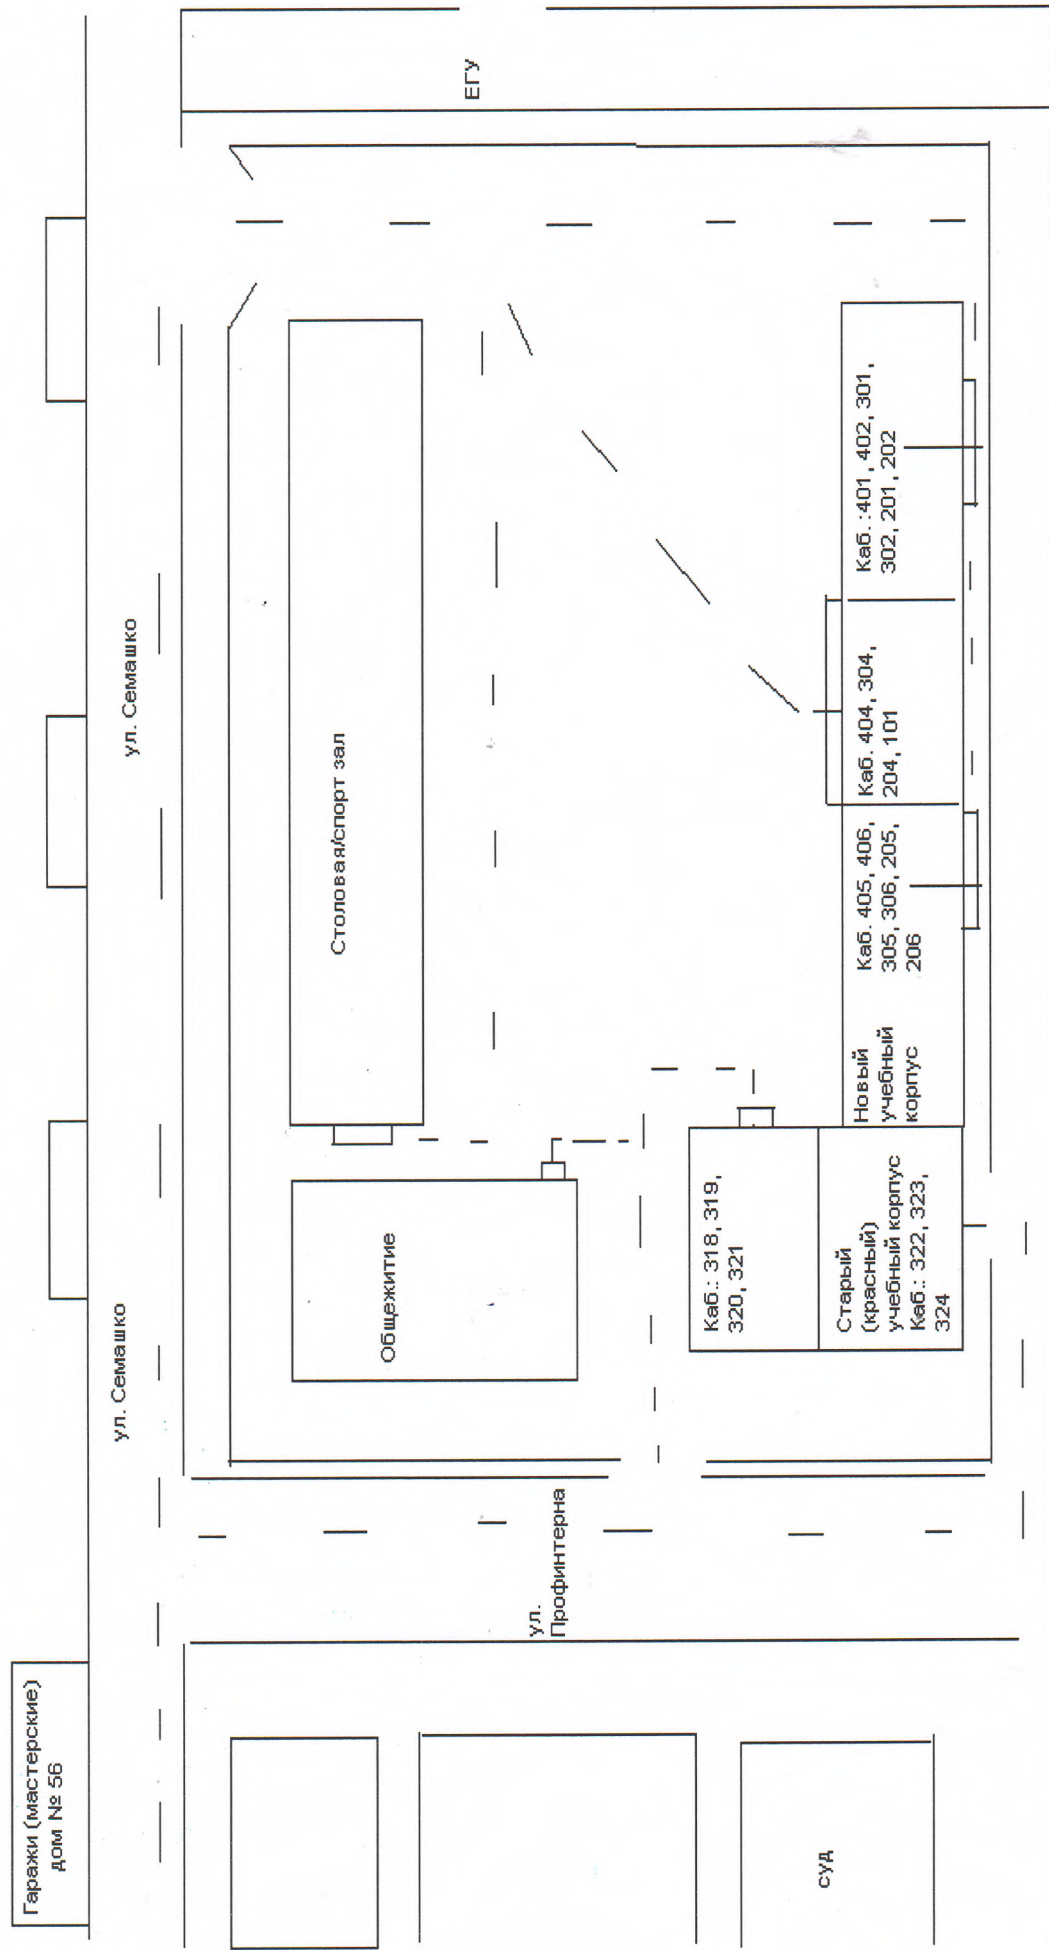 Гаражи (мастерские)
дом № 56
ул. Семашко
ул. Семашко
ЕГУ
Общежитие
Столовая/спорт зал
ул.
Профинтерна
Каб.: 318, 319,
320, 321
Старый
(красный)
учебный корпус
Каб.: 322, 323,
324
Новый
учебный
корпус
Каб. 405, 406,
305, 306, 205,
206
Каб. 404, 304,
204, 101
Каб.:401, 402, 301,
302, 201, 202
суд